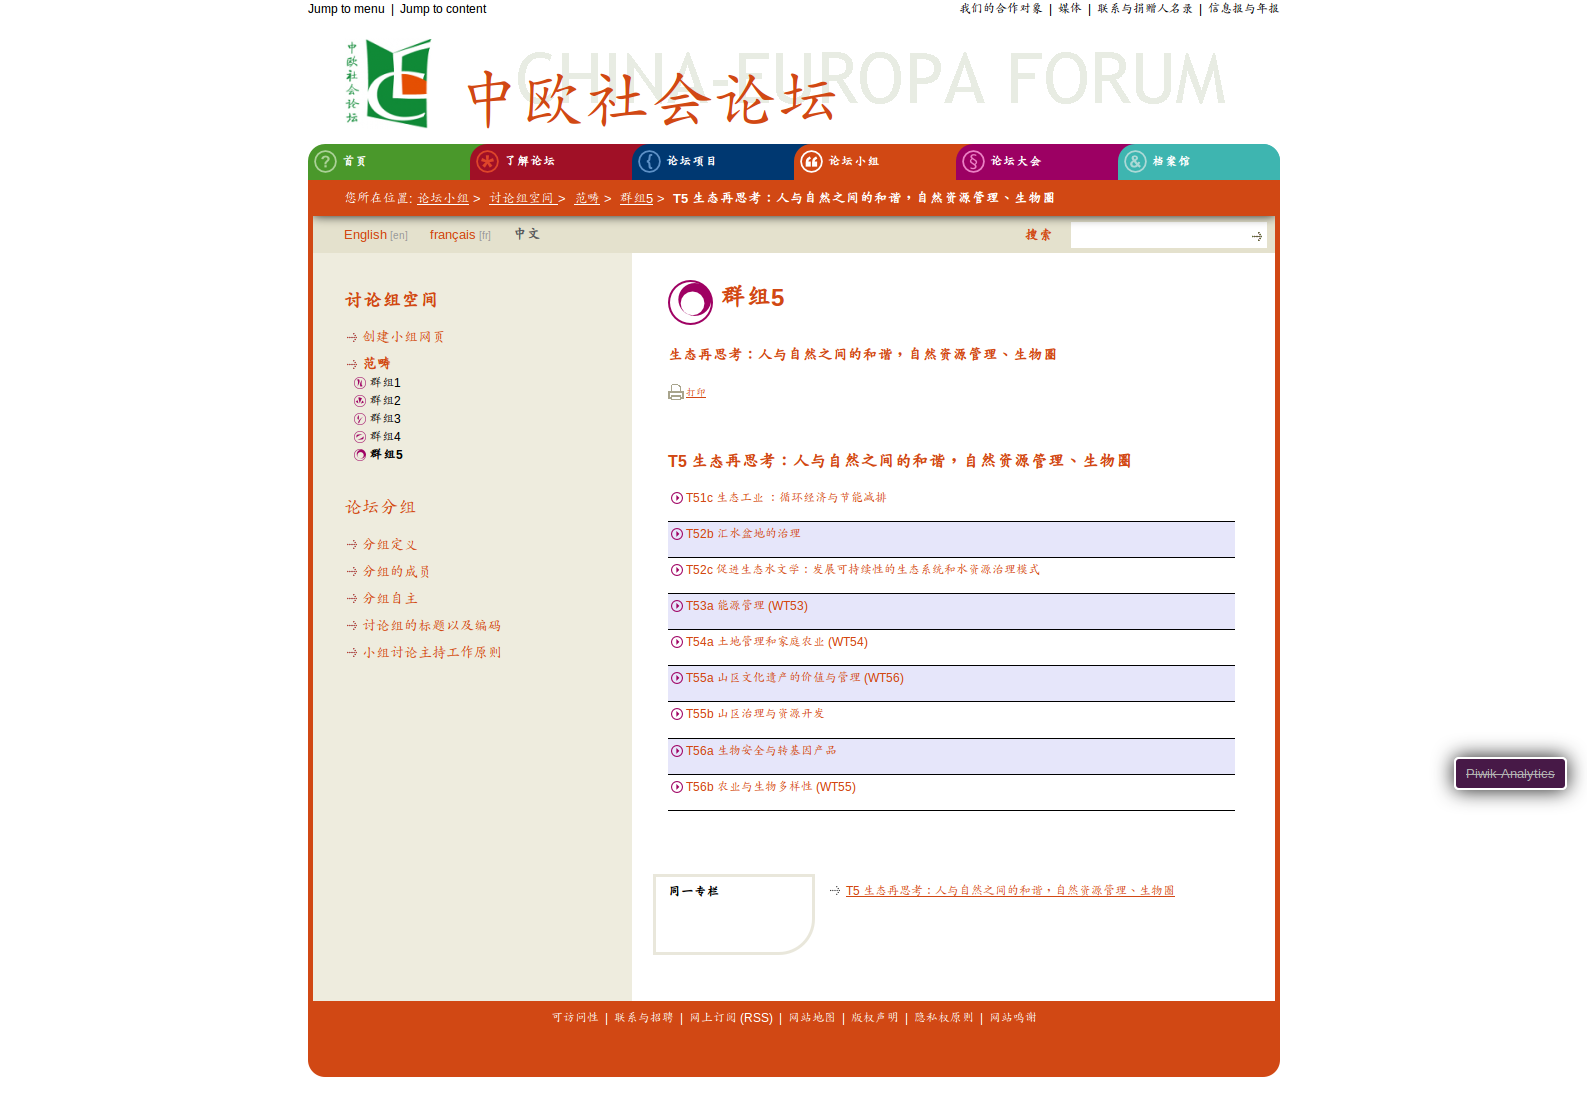 Jump to menu | Jump to content
我们的合作对象 | 媒体 | 联系与捐赠人名录 | 信息报与年报
中欧社会论坛
CHINA-EUROPA FORUM
中欧社会论坛
首页
了解论坛
论坛项目
论坛小组
论坛大会
档案馆
您所在位置: 论坛小组 > 讨论组空间 > 范畴 > 群组5 > T5 生态再思考：人与自然之间的和谐，自然资源管理、生物圈
English [en] français [fr] 中文
搜索
讨论组空间
创建小组网页
范畴
群组1
群组2
群组3
群组4
群组5
论坛分组
分组定义
分组的成员
分组自主
讨论组的标题以及编码
小组讨论主持工作原则
群组5
生态再思考：人与自然之间的和谐，自然资源管理、生物圈
打印
T5 生态再思考：人与自然之间的和谐，自然资源管理、生物圈
T51c 生态工业 ：循环经济与节能减排
T52b 汇水盆地的治理
T52c 促进生态水文学：发展可持续性的生态系统和水资源治理模式
T53a 能源管理 (WT53)
T54a 土地管理和家庭农业 (WT54)
T55a 山区文化遗产的价值与管理 (WT56)
T55b 山区治理与资源开发
T56a 生物安全与转基因产品
T56b 农业与生物多样性 (WT55)
同一专栏
T5 生态再思考：人与自然之间的和谐，自然资源管理、生物圈
Piwik Analytics
可访问性 | 联系与招聘 | 网上订阅 (RSS) | 网站地图 | 版权声明 | 隐私权原则 | 网站鸣谢